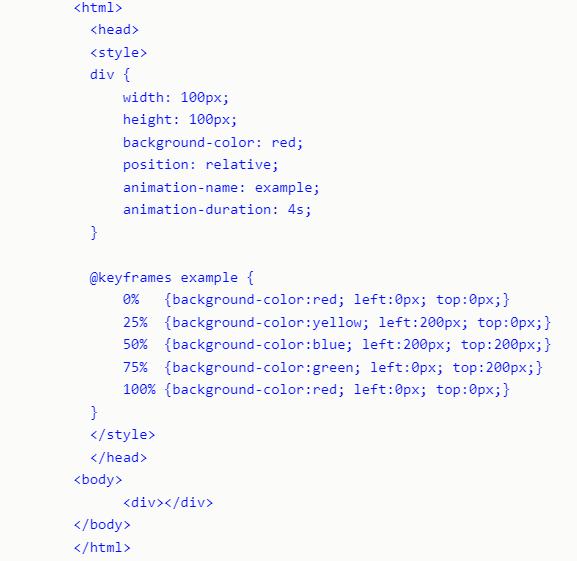 <html>
<head>
<style>
div {
width: 100px;
height: 100px;
background-color: red;
position: relative;
animation-name: example;
animation-duration: 4s;
}
@keyframes example {
0% {background-color:red; left:0px; top:0px;}
25% {background-color:yellow; left:200px; top:0px;}
50% {background-color:blue; left:200px; top:200px;}
75% {background-color:green; left:0px; top:200px;}
100% {background-color:red; left:0px; top:0px;}
}
</style>
</head>
<body>
<div></div>
</body>
</html>